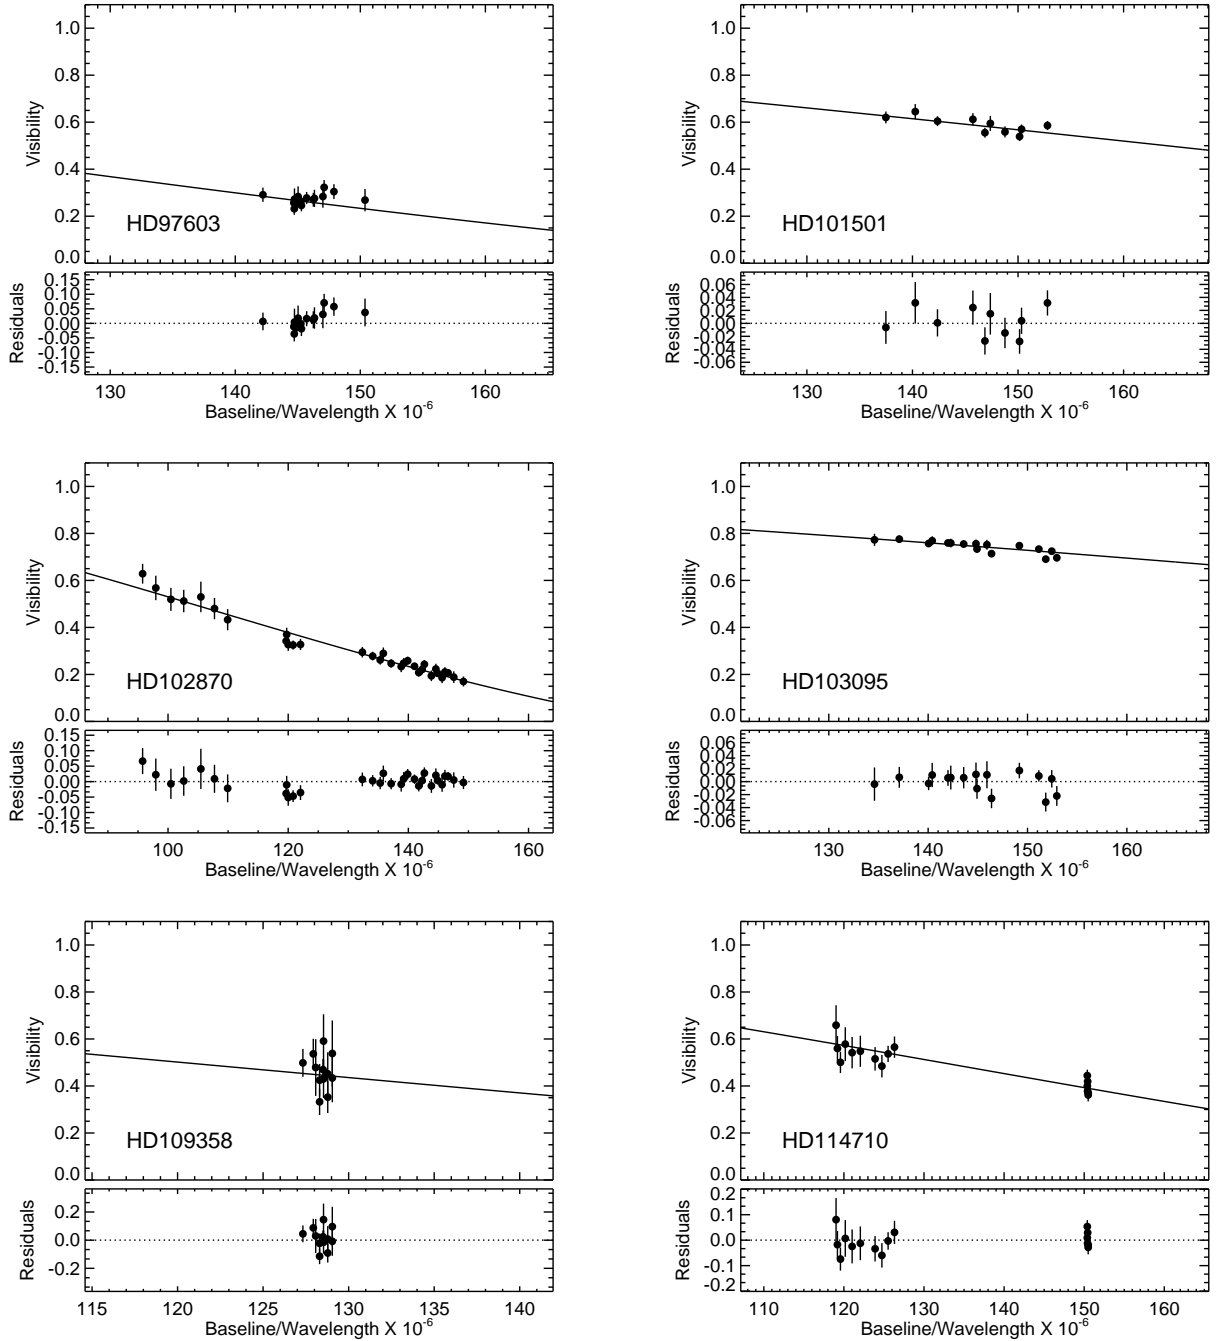 1.0
0.8
0.6
0.4
0.2
0.0
Visibility
HD97603
0.15
0.10
0.05
0.00
-0.05
-0.10
-0.15
Residuals
130 140 150 160
Baseline/Wavelength X 10-6
1.0
0.8
0.6
0.4
0.2
0.0
Visibility
HD101501
0.06
0.04
0.02
0.00
-0.02
-0.04
-0.06
Residuals
130 140 150 160
Baseline/Wavelength X 10-6
1.0
0.8
0.6
0.4
0.2
0.0
Visibility
HD102870
0.15
0.10
0.05
0.00
-0.05
-0.10
-0.15
Residuals
100 120 140 160
Baseline/Wavelength X 10-6
1.0
0.8
0.6
0.4
0.2
0.0
Visibility
HD103095
0.06
0.04
0.02
0.00
-0.02
-0.04
-0.06
Residuals
130 140 150 160
Baseline/Wavelength X 10-6
1.0
0.8
0.6
0.4
0.2
0.0
Visibility
HD109358
0.2
0.0
-0.2
Residuals
115 120 125 130 135 140
Baseline/Wavelength X 10-6
1.0
0.8
0.6
0.4
0.2
0.0
Visibility
HD114710
0.2
0.1
0.0
-0.1
-0.2
Residuals
110 120 130 140 150 160
Baseline/Wavelength X 10-6